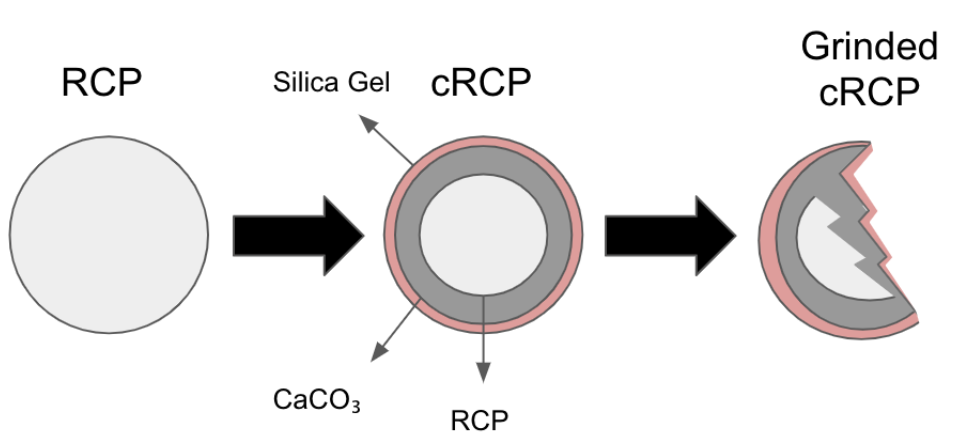 RCP
Silica Gel
cRCP
Grinded
cRCP
CaCO₃
RCP